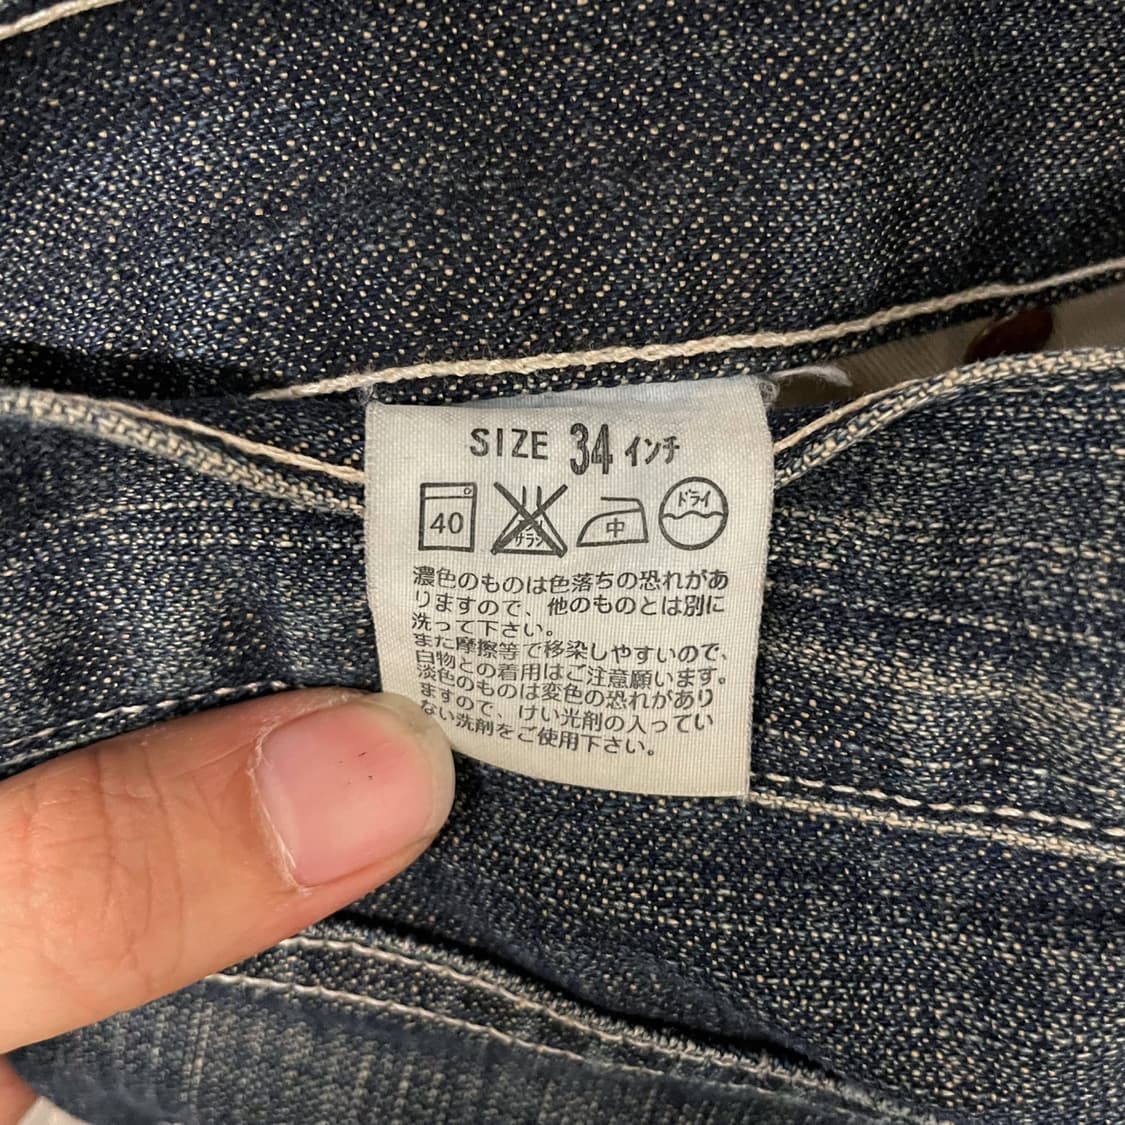 SIZE 34 インチ
40 中 ドライ
濃色のものは色落ちの恐れがあ
りますので、他のものとは別に
洗って下さい。
また摩擦等で移染しやすいので、
白物との着用はご注意願います。
淡色のものは変色の恐れがあり
ますので、けい光剤の入ってい
ない洗剤をご使用下さい。